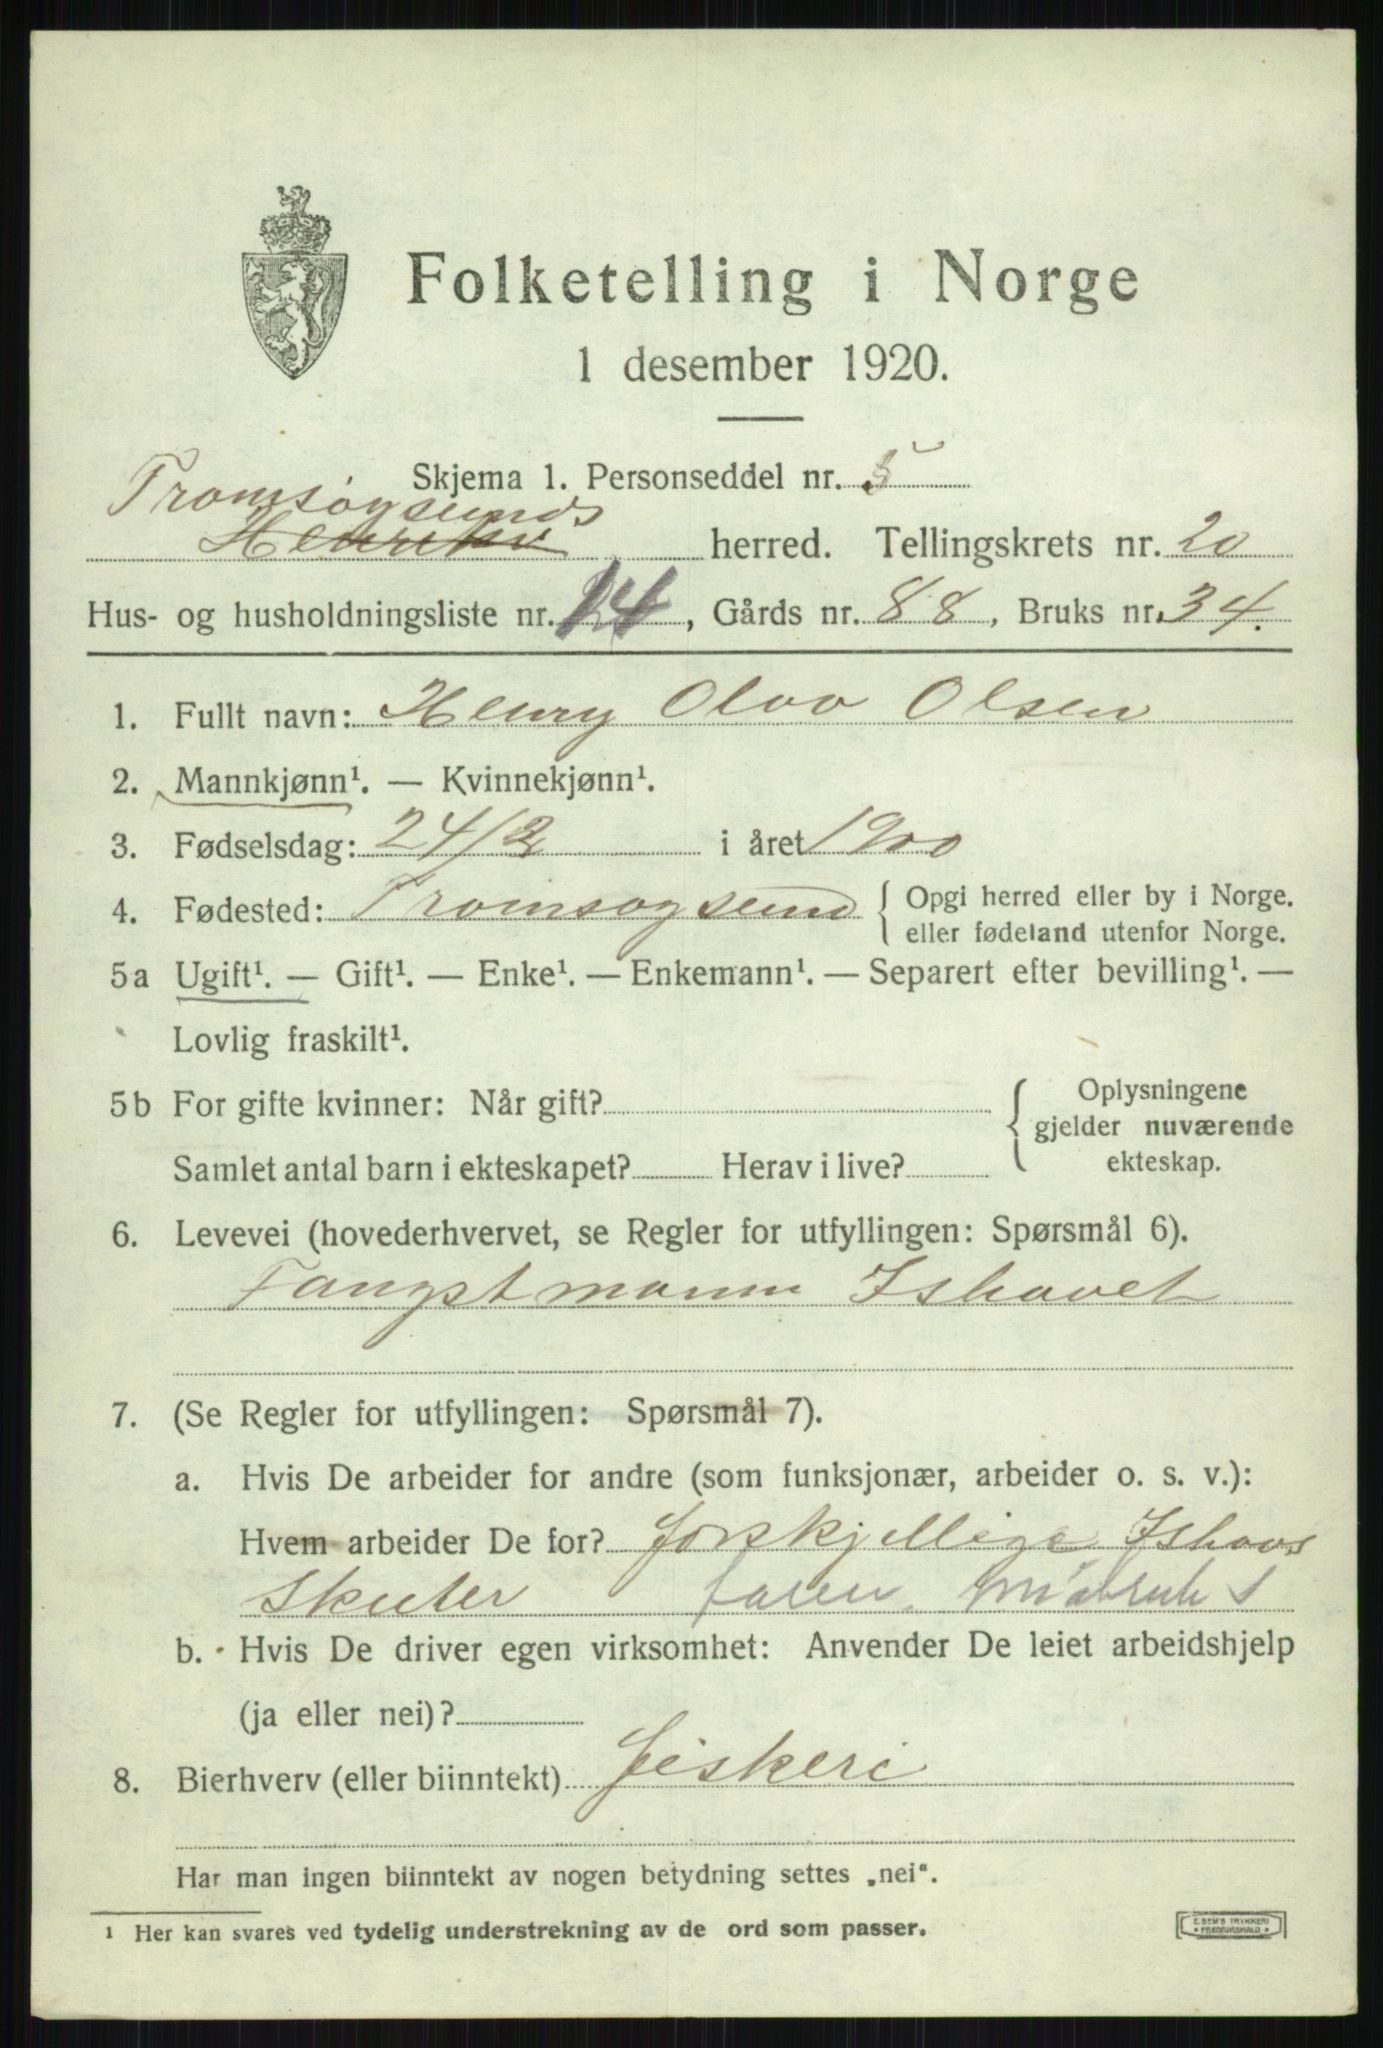 Folketelling i Norge
1 desember 1920.
Skjema 1. Personseddel nr. 5
Tromsøysunds
herred. Tellingskrets nr. 20
Hus- og husholdningsliste nr. 14, Gårds nr. 88, Bruks nr. 34.
1. Fullt navn: Henry Olav Olsen
2. Mannkjønn¹. — Kvinnekjønn¹.
3. Fødselsdag: 24/2 i året 1900
4. Fødested: Tromsøysund { Opgi herred eller by i Norge.
eller fødeland utenfor Norge.
5a Ugift¹. — Gift¹. — Enke¹. — Enkemann¹. — Separert efter bevilling¹. —
Lovlig fraskilt¹.
5b For gifte kvinner: Når gift? { Oplysningene
gjelder nuværende
ekteskap.
Samlet antal barn i ekteskapet? Herav i live?
6. Levevei (hovederhvervet, se Regler for utfyllingen: Spørsmål 6).
Fangstmann Ishavet
7. (Se Regler for utfyllingen: Spørsmål 7).
a. Hvis De arbeider for andre (som funksjonær, arbeider o. s. v.):
Hvem arbeider De for? forskjellige Ishavs
Skuter
b. Hvis De driver egen virksomhet: Anvender De leiet arbeidshjelp
(ja eller nei)?
8. Bierhverv (eller biinntekt) fiskeri
Har man ingen biinntekt av nogen betydning settes „nei“.
¹ Her kan svares ved tydelig understrekning av de ord som passer.
E. SEM'S TRYKKERI
FREDRIKSHALD